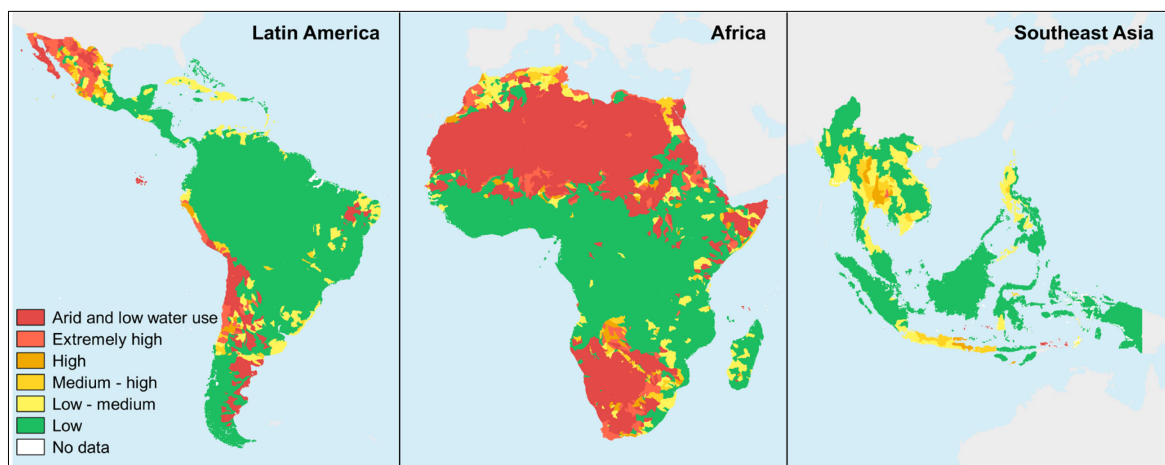 Latin America
Africa
Southeast Asia
Arid and low water use
Extremely high
High
Medium - high
Low - medium
Low
No data